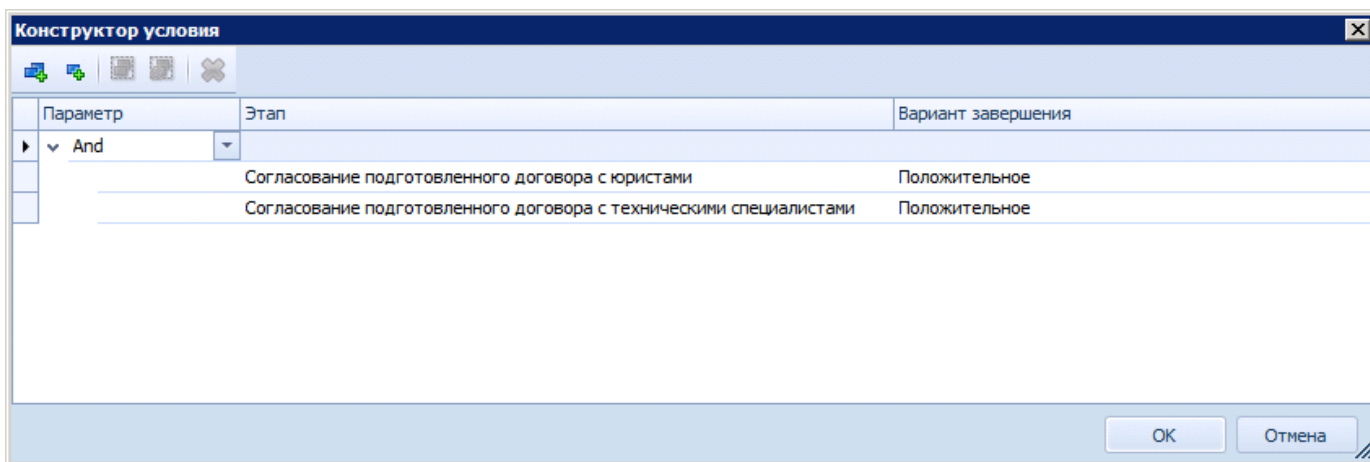 Конструктор условия
Параметр Этап Вариант завершения
And
Согласование подготовленного договора с юристами Положительное
Согласование подготовленного договора с техническими специалистами Положительное
OK Отмена